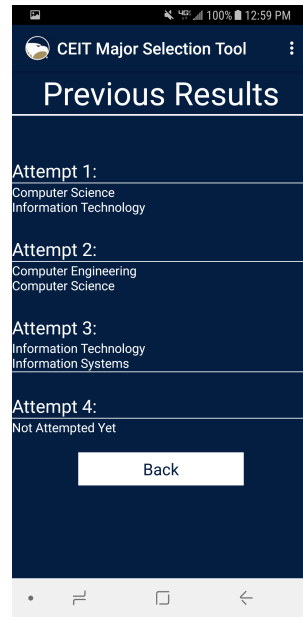 4G 100% 12:59 PM
CEIT Major Selection Tool
Previous Results
Attempt 1:
Computer Science
Information Technology
Attempt 2:
Computer Engineering
Computer Science
Attempt 3:
Information Technology
Information Systems
Attempt 4:
Not Attempted Yet
Back